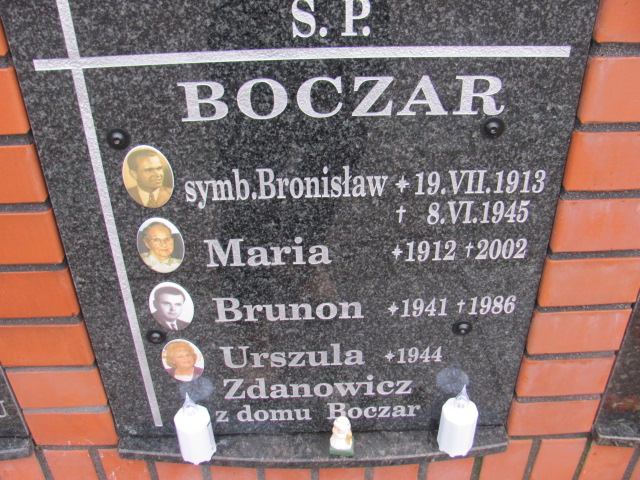 Ś. P.
BOCZAR
symb. Bronisław * 19.VII.1913
† 8.VI.1945
Maria *1912 †2002
Brunon *1941 †1986
Urszula *1944
Zdanowicz
z domu Boczar